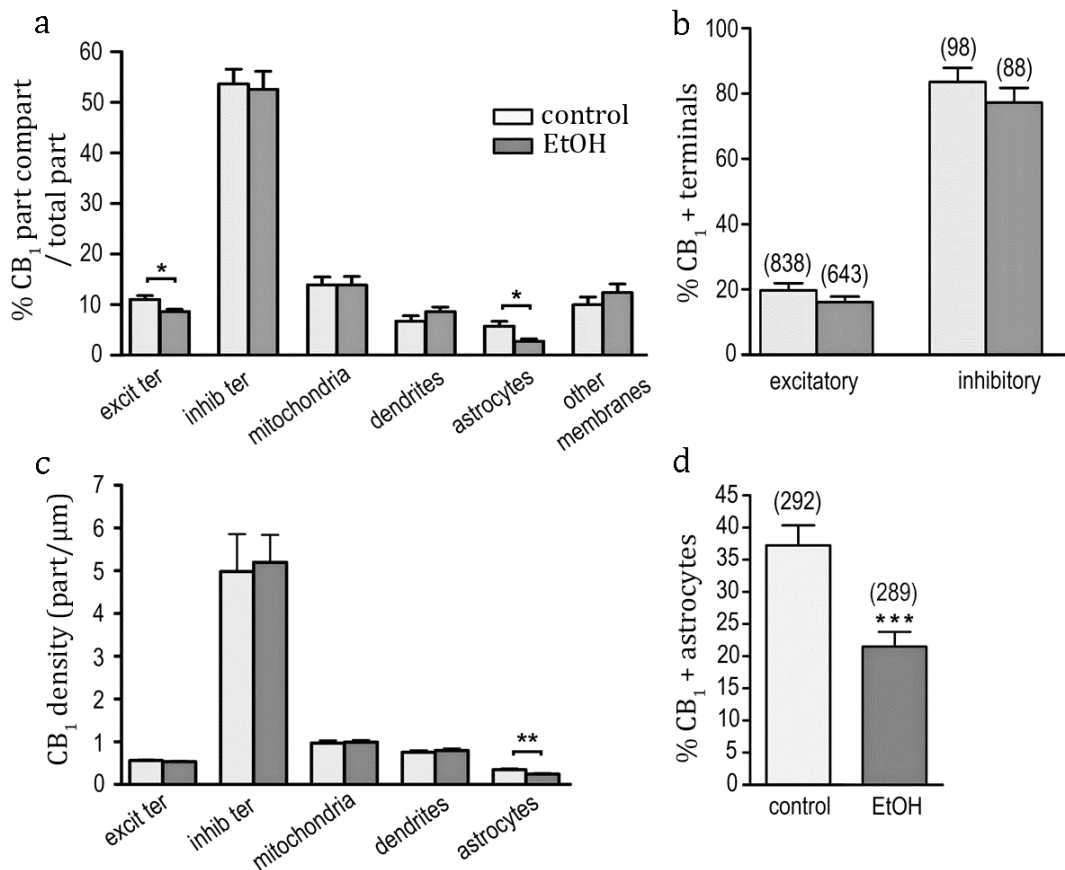 a
% CB₁ part compart
/ total part
60
50
40
30
20
10
0
control
EtOH
*
*
excit ter
inhib ter
mitochondria
dendrites
astrocytes
other
membranes
b
% CB₁ + terminals
100
80
60
40
20
0
(838)
(643)
(98)
(88)
excitatory
inhibitory
c
CB₁ density (part/µm)
7
6
5
4
3
2
1
0
**
excit ter
inhib ter
mitochondria
dendrites
astrocytes
d
% CB₁ + astrocytes
45
40
35
30
25
20
15
10
5
0
(292)
(289)
***
control
EtOH